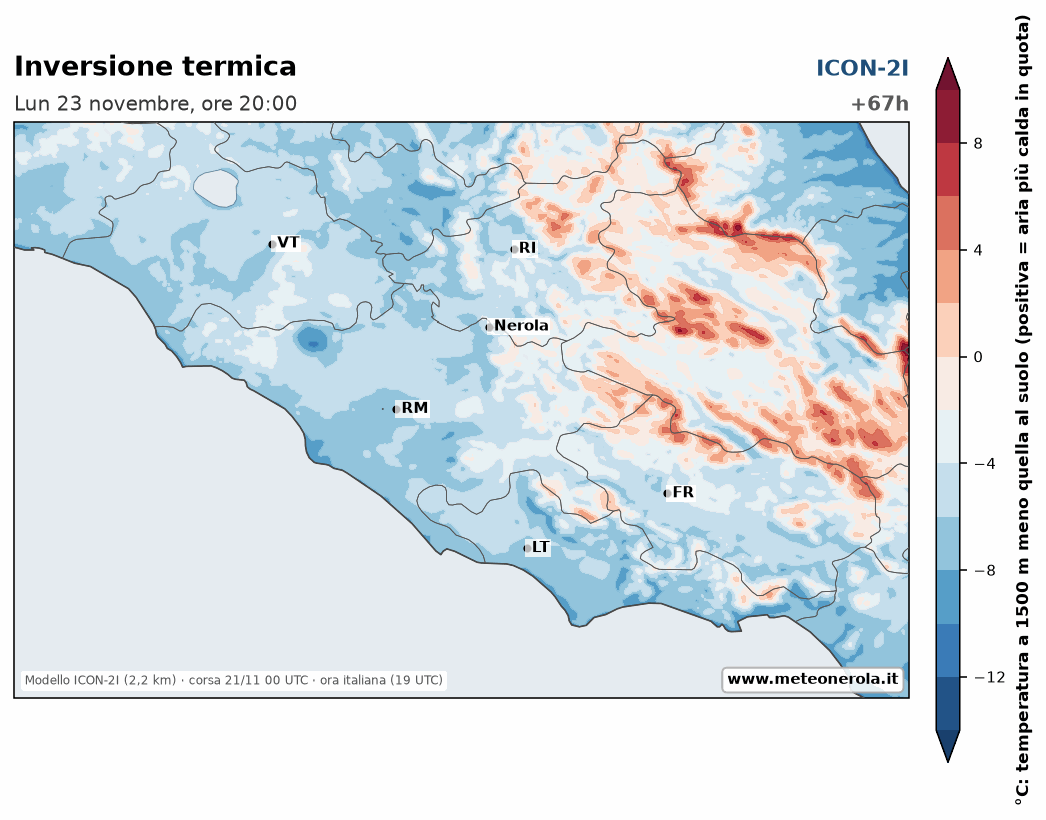 Inversione termica
ICON-2I
Lun 23 novembre, ore 20:00
+67h
VT
RI
Nerola
RM
FR
LT
Modello ICON-2I (2,2 km) · corsa 21/11 00 UTC · ora italiana (19 UTC)
www.meteonerola.it
8
4
0
−4
−8
−12
°C: temperatura a 1500 m meno quella al suolo (positiva = aria più calda in quota)